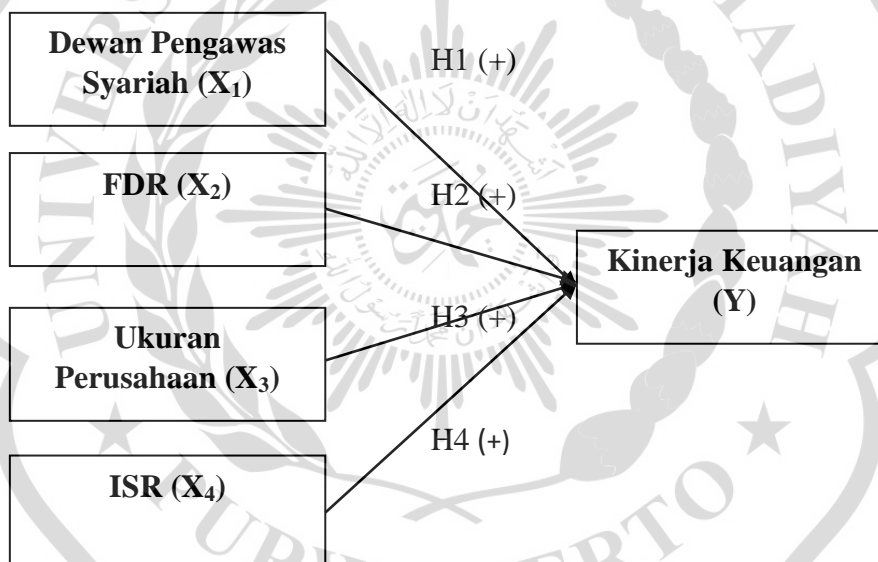 Dewan Pengawas
Syariah (X₁)
H1 (+)
FDR (X₂)
H2 (+)
Kinerja Keuangan
(Y)
Ukuran
Perusahaan (X₃)
H3 (+)
H4 (+)
ISR (X₄)